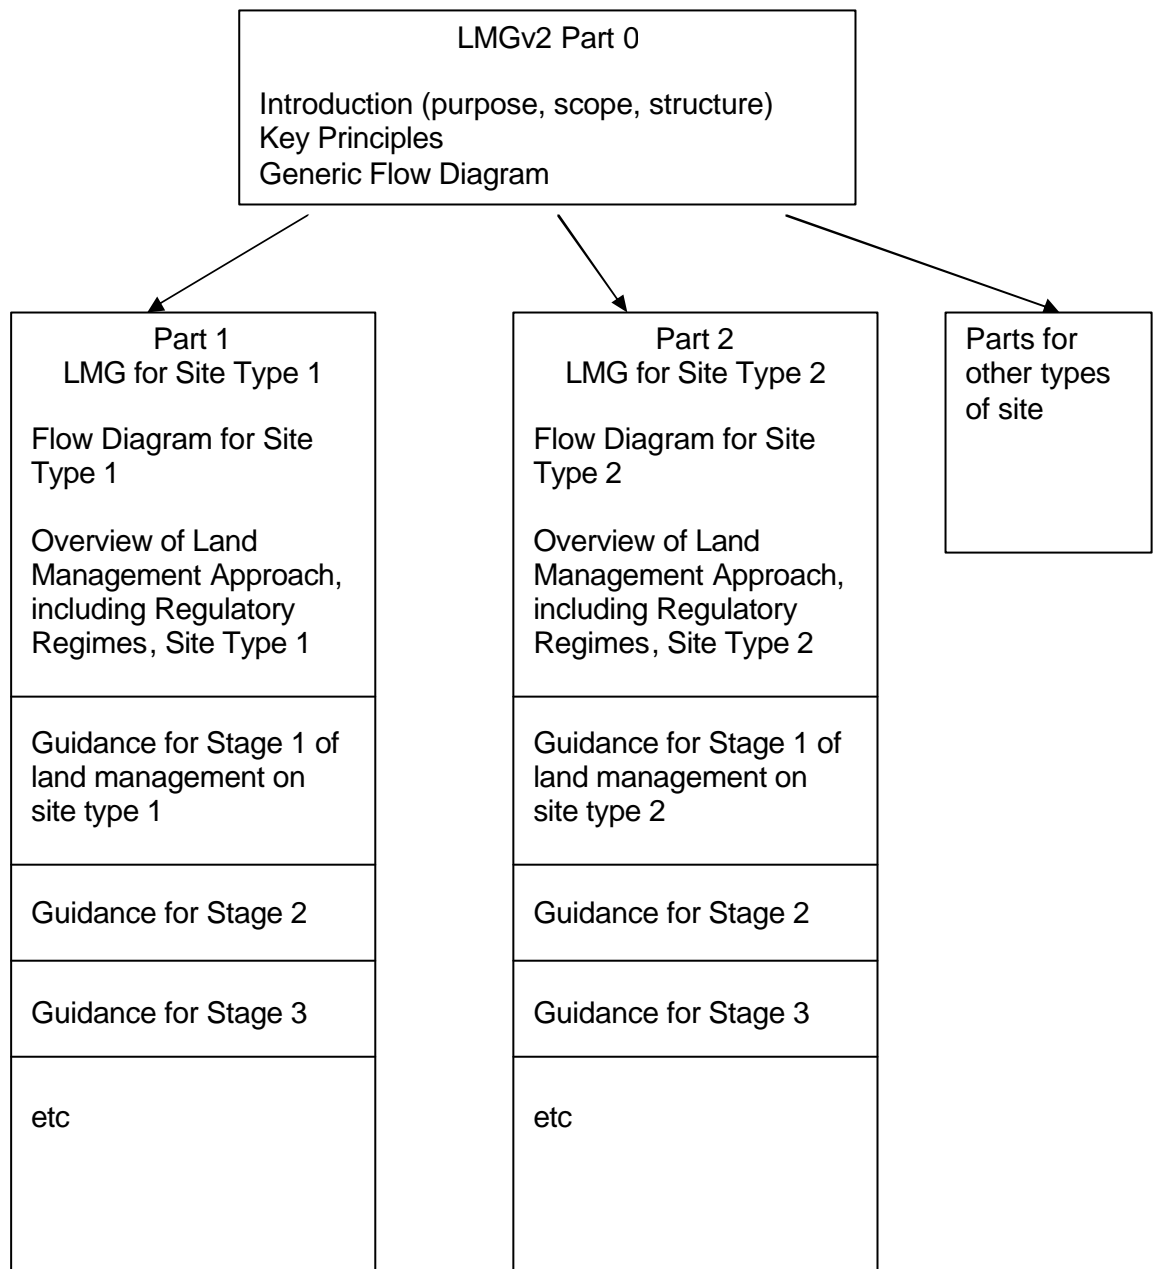 LMGv2 Part 0
Introduction (purpose, scope, structure)
Key Principles
Generic Flow Diagram
Part 1
LMG for Site Type 1
Flow Diagram for Site
Type 1
Overview of Land
Management Approach,
including Regulatory
Regimes, Site Type 1
Guidance for Stage 1 of
land management on
site type 1
Guidance for Stage 2
Guidance for Stage 3
etc
Part 2
LMG for Site Type 2
Flow Diagram for Site
Type 2
Overview of Land
Management Approach,
including Regulatory
Regimes, Site Type 2
Guidance for Stage 1 of
land management on
site type 2
Guidance for Stage 2
Guidance for Stage 3
etc
Parts for
other types
of site